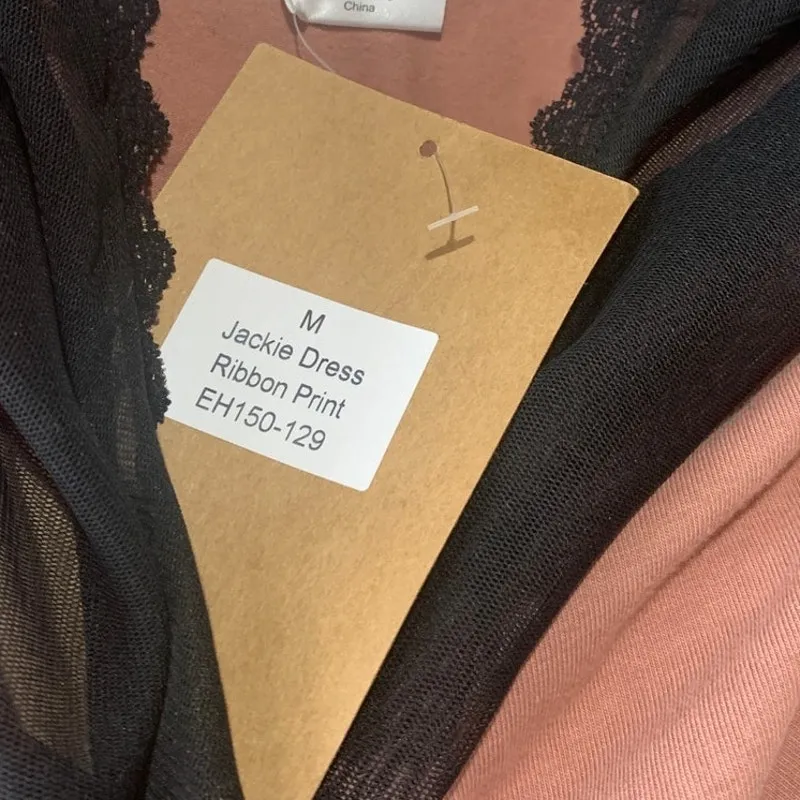 China
M
Jackie Dress
Ribbon Print
EH150-129